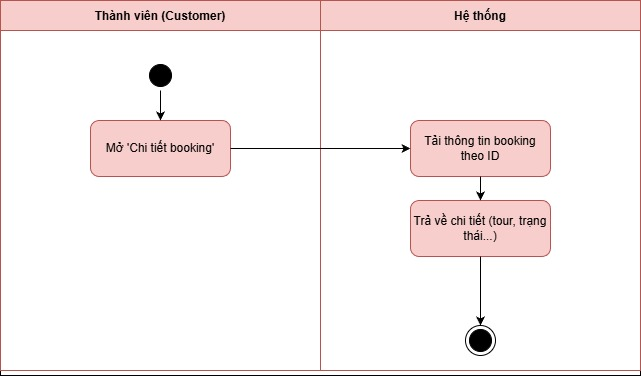 Thành viên (Customer)
Hệ thống
Mở 'Chi tiết booking'
Tải thông tin booking
theo ID
Trả về chi tiết (tour, trạng
thái...)